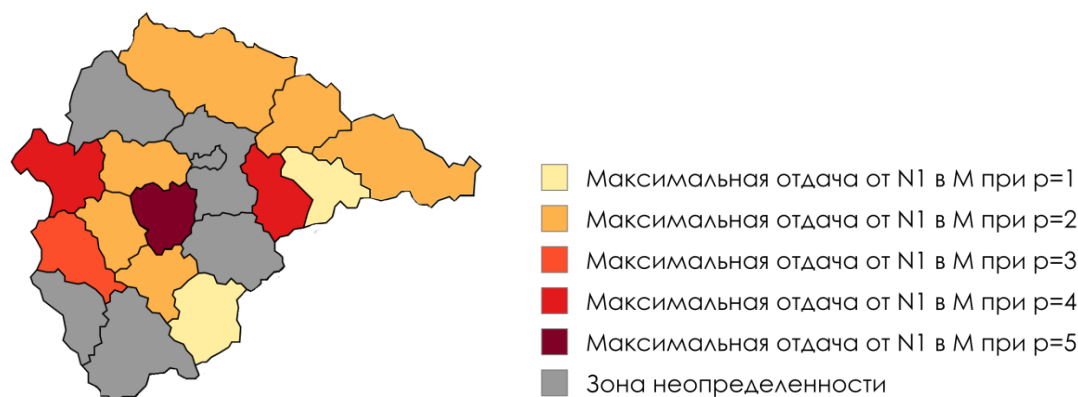 Максимальная отдача от N1 в М при p=1
Максимальная отдача от N1 в М при p=2
Максимальная отдача от N1 в М при p=3
Максимальная отдача от N1 в М при p=4
Максимальная отдача от N1 в М при p=5
Зона неопределенности